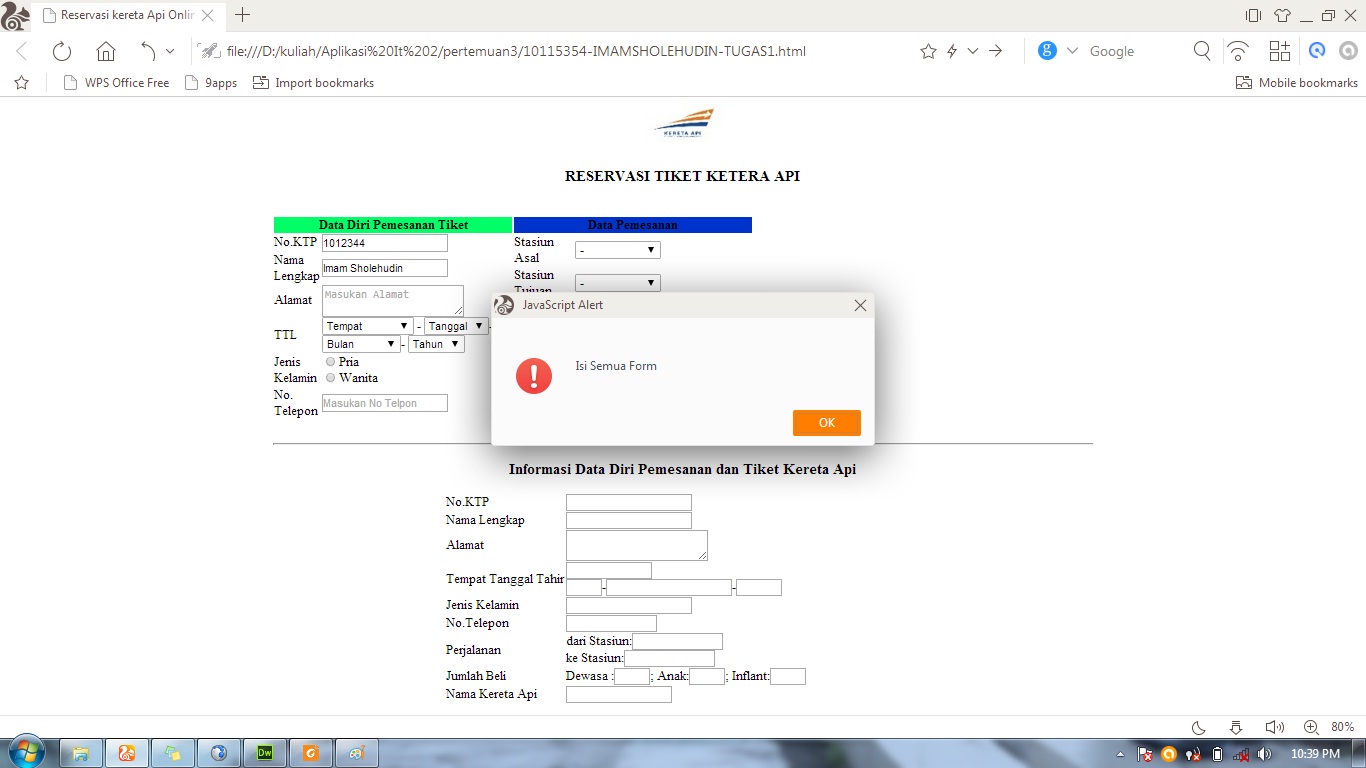 Reservasi kereta Api Onlin
file:///D:/kuliah/Aplikasi%20It%202/pertemuan3/10115354-IMAMSHOLEHUDIN-TUGAS1.html
g Google
WPS Office Free 9apps Import bookmarks Mobile bookmarks
KERETA API
RESERVASI TIKET KETERA API
Data Diri Pemesanan Tiket Data Pemesanan
No.KTP 1012344 Stasiun Asal -
Nama Lengkap Imam Sholehudin Stasiun Tujuan -
Alamat Masukan Alamat
TTL Tempat - Tanggal -
Bulan - Tahun
Jenis Kelamin Pria
Wanita
No. Telepon Masukan No Telpon
JavaScript Alert
Isi Semua Form
OK
Informasi Data Diri Pemesanan dan Tiket Kereta Api
No.KTP
Nama Lengkap
Alamat
Tempat Tanggal Tahir - -
Jenis Kelamin
No.Telepon
Perjalanan dari Stasiun:
ke Stasiun:
Jumlah Beli Dewasa : ; Anak: ; Inflant:
Nama Kereta Api
80%
Dw
10:39 PM